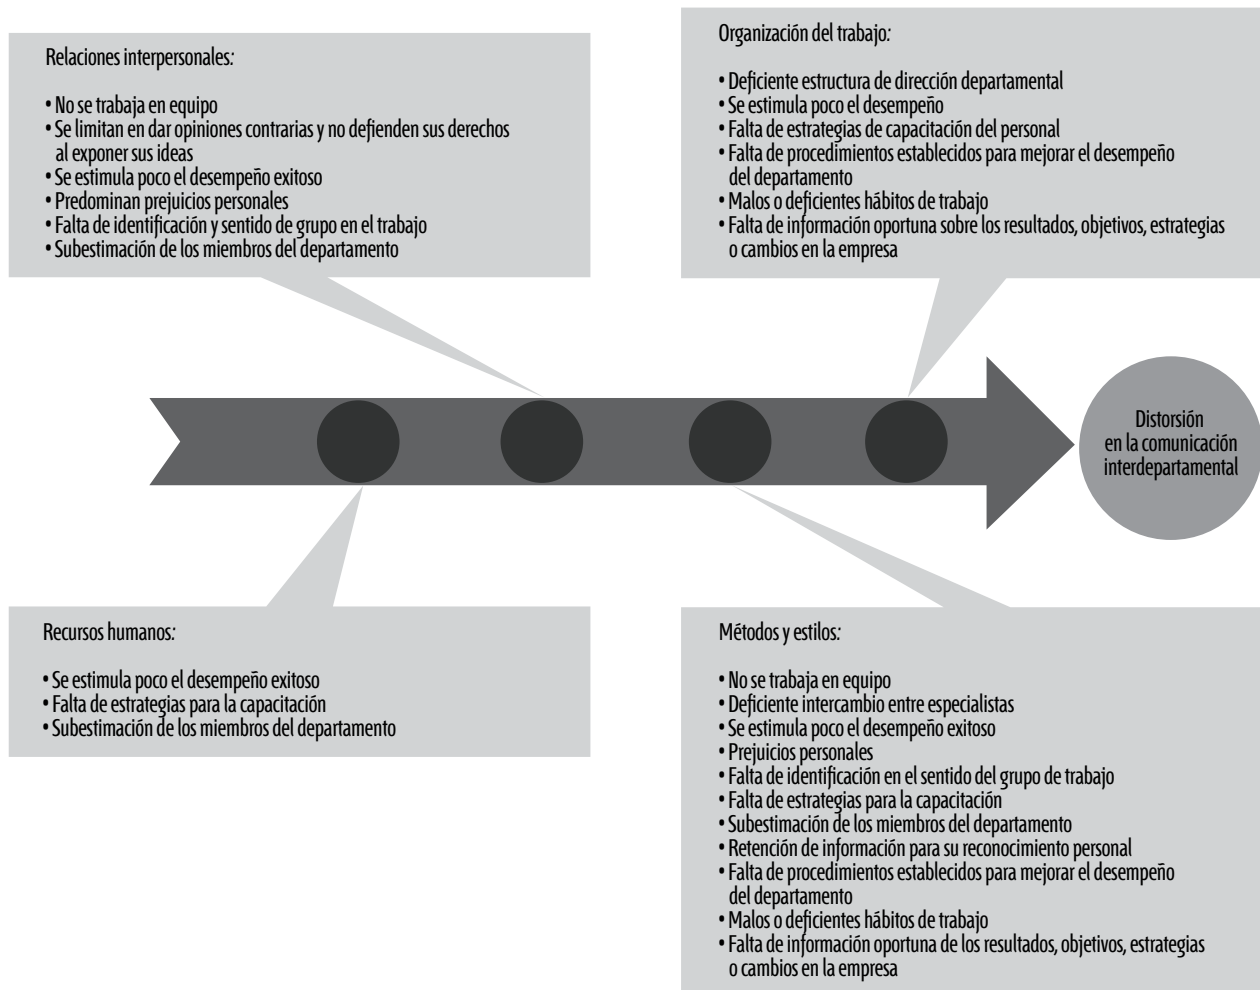 Relaciones interpersonales:
• No se trabaja en equipo
• Se limitan en dar opiniones contrarias y no defienden sus derechos
al exponer sus ideas
• Se estimula poco el desempeño exitoso
• Predominan prejuicios personales
• Falta de identificación y sentido de grupo en el trabajo
• Subestimación de los miembros del departamento
Organización del trabajo:
• Deficiente estructura de dirección departamental
• Se estimula poco el desempeño
• Falta de estrategias de capacitación del personal
• Falta de procedimientos establecidos para mejorar el desempeño
del departamento
• Malos o deficientes hábitos de trabajo
• Falta de información oportuna sobre los resultados, objetivos, estrategias
o cambios en la empresa
Distorsión
en la comunicación
interdepartamental
Recursos humanos:
• Se estimula poco el desempeño exitoso
• Falta de estrategias para la capacitación
• Subestimación de los miembros del departamento
Métodos y estilos:
• No se trabaja en equipo
• Deficiente intercambio entre especialistas
• Se estimula poco el desempeño exitoso
• Prejuicios personales
• Falta de identificación en el sentido del grupo de trabajo
• Falta de estrategias para la capacitación
• Subestimación de los miembros del departamento
• Retención de información para su reconocimiento personal
• Falta de procedimientos establecidos para mejorar el desempeño
del departamento
• Malos o deficientes hábitos de trabajo
• Falta de información oportuna de los resultados, objetivos, estrategias
o cambios en la empresa